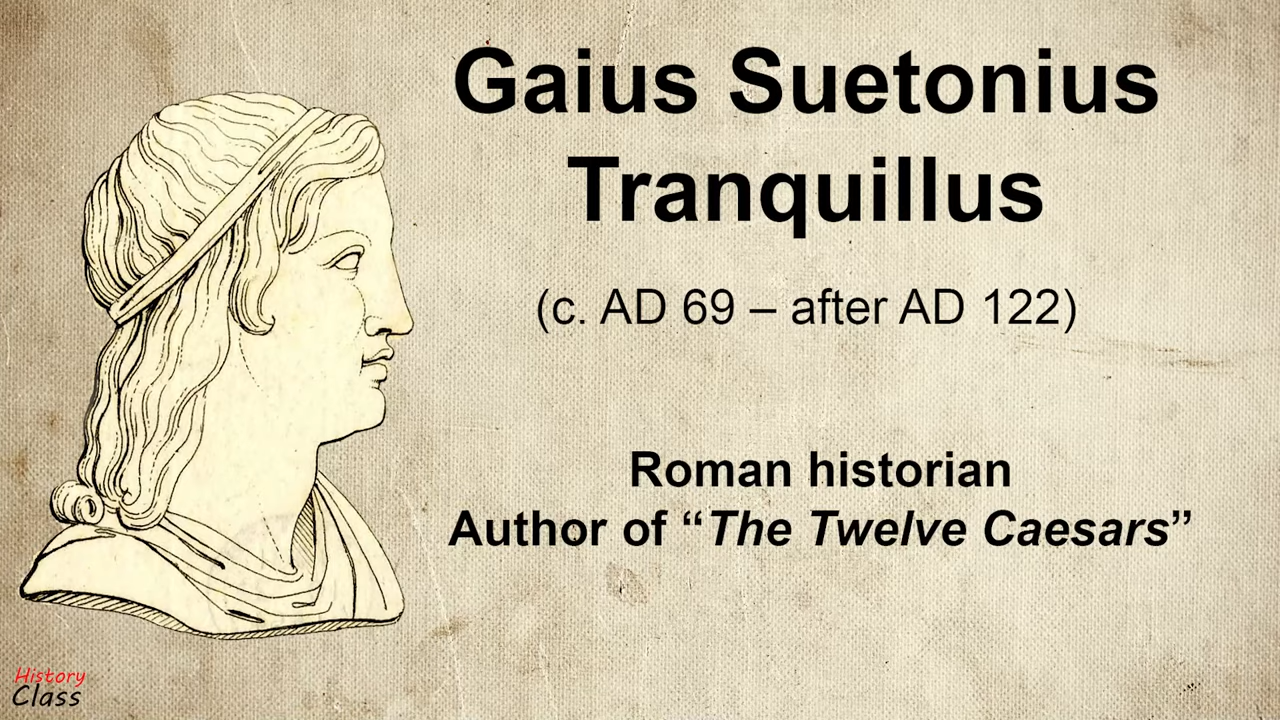 Gaius Suetonius
Tranquillus
(c. AD 69 – after AD 122)
Roman historian
Author of “The Twelve Caesars”
History
Class